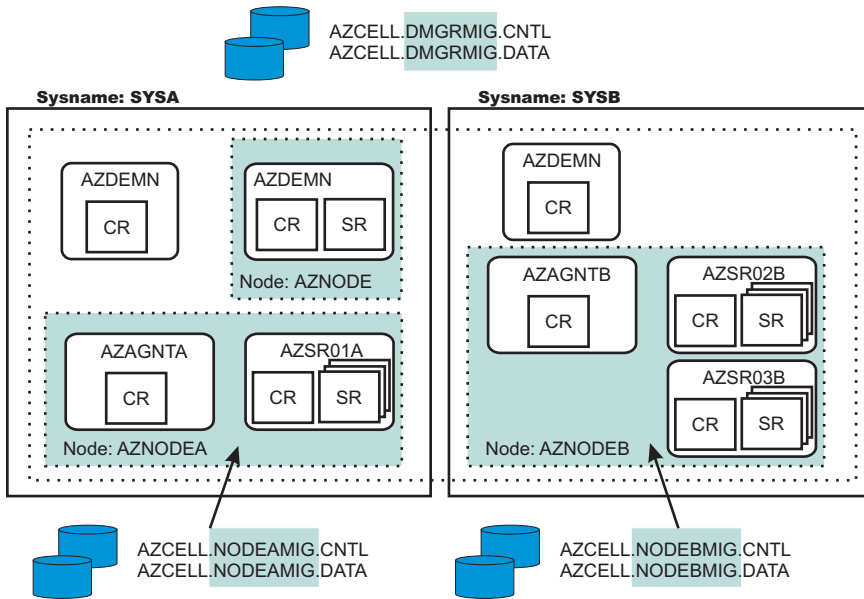 AZCELL.DMGRMIG.CNTL
AZCELL.DMGRMIG.DATA
Sysname: SYSA
AZDEMN
CR
AZDEMN
CR
SR
Node: AZNODE
AZAGNTA
CR
AZSR01A
CR
SR
Node: AZNODEA
Sysname: SYSB
AZDEMN
CR
AZAGNTB
CR
AZSR02B
CR
SR
AZSR03B
CR
SR
Node: AZNODEB
AZCELL.NODEAMIG.CNTL
AZCELL.NODEAMIG.DATA
AZCELL.NODEBMIG.CNTL
AZCELL.NODEBMIG.DATA